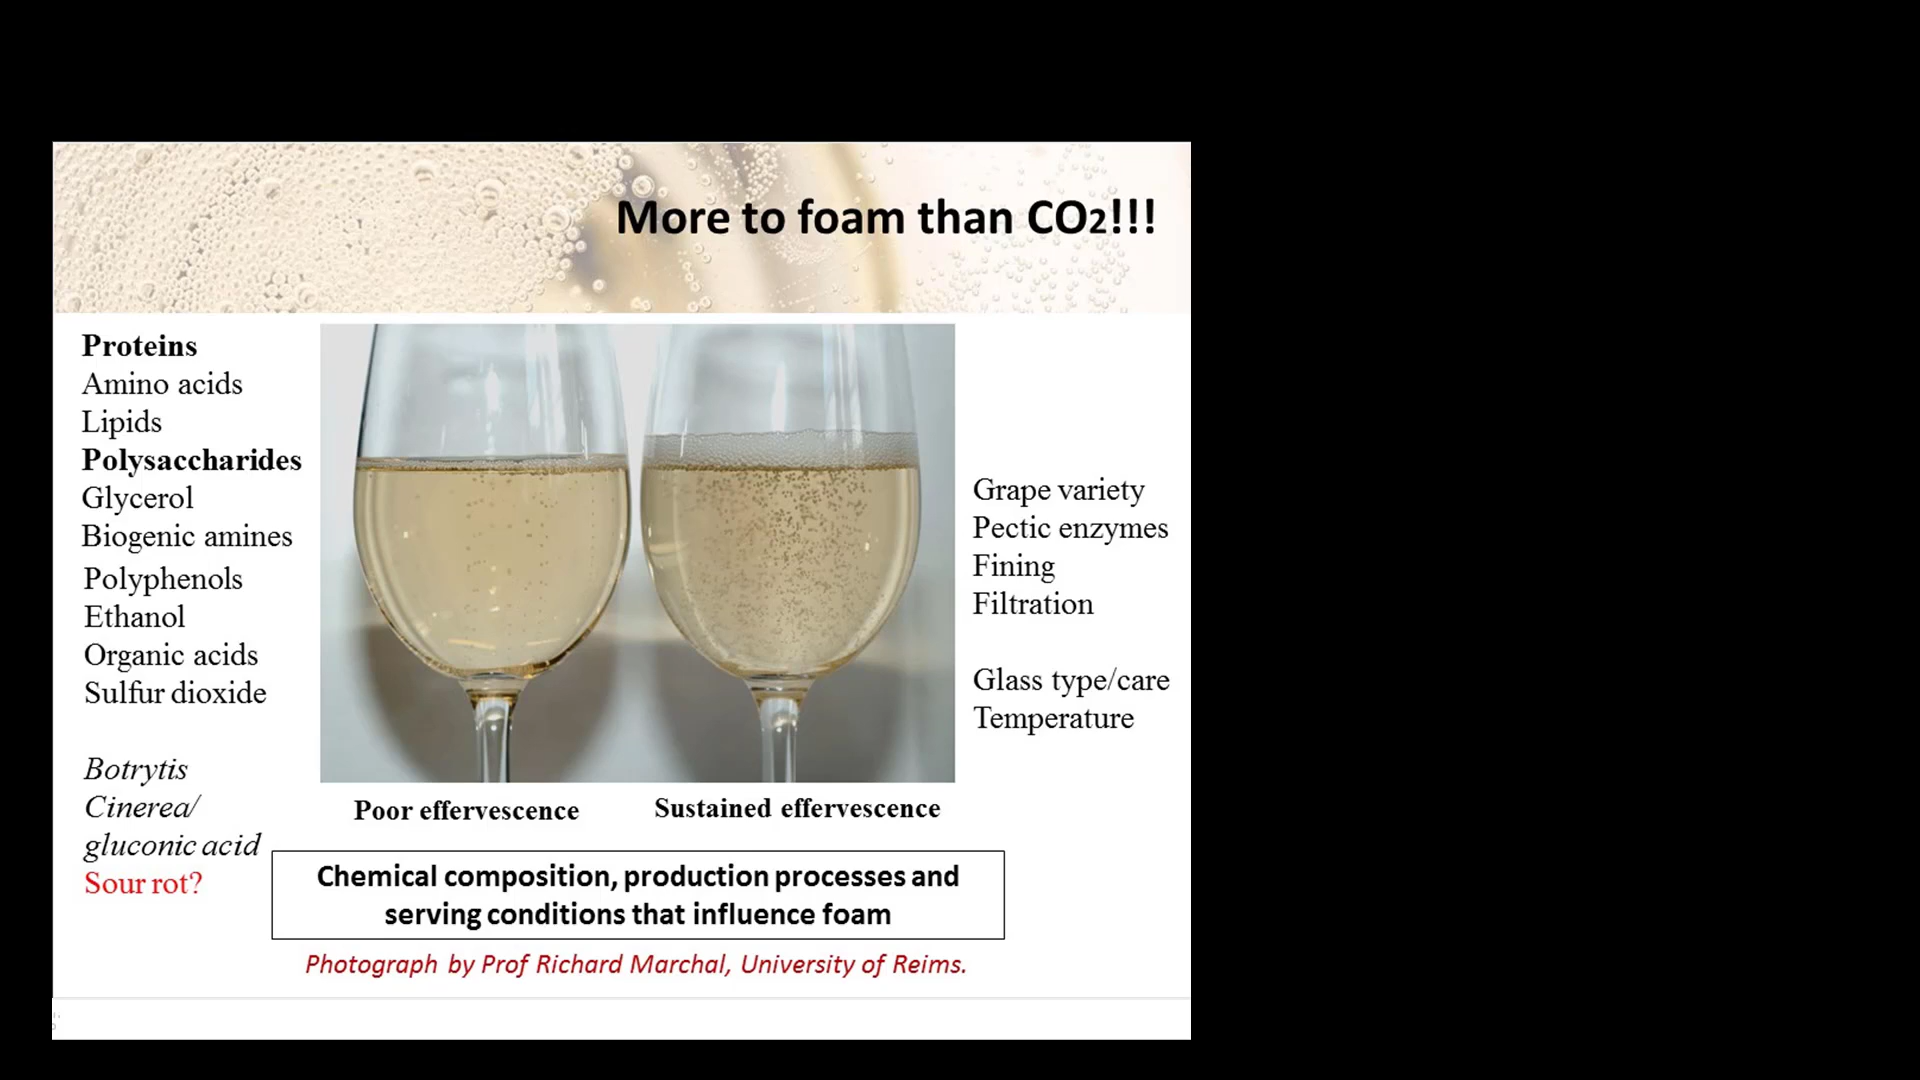 More to foam than CO2!!!
Proteins
Amino acids
Lipids
Polysaccharides
Glycerol
Biogenic amines
Polyphenols
Ethanol
Organic acids
Sulfur dioxide
Botrytis
Cinerea/
gluconic acid
Sour rot?
Grape variety
Pectic enzymes
Fining
Filtration
Glass type/care
Temperature
Poor effervescence
Sustained effervescence
Chemical composition, production processes and
serving conditions that influence foam
Photograph by Prof Richard Marchal, University of Reims.